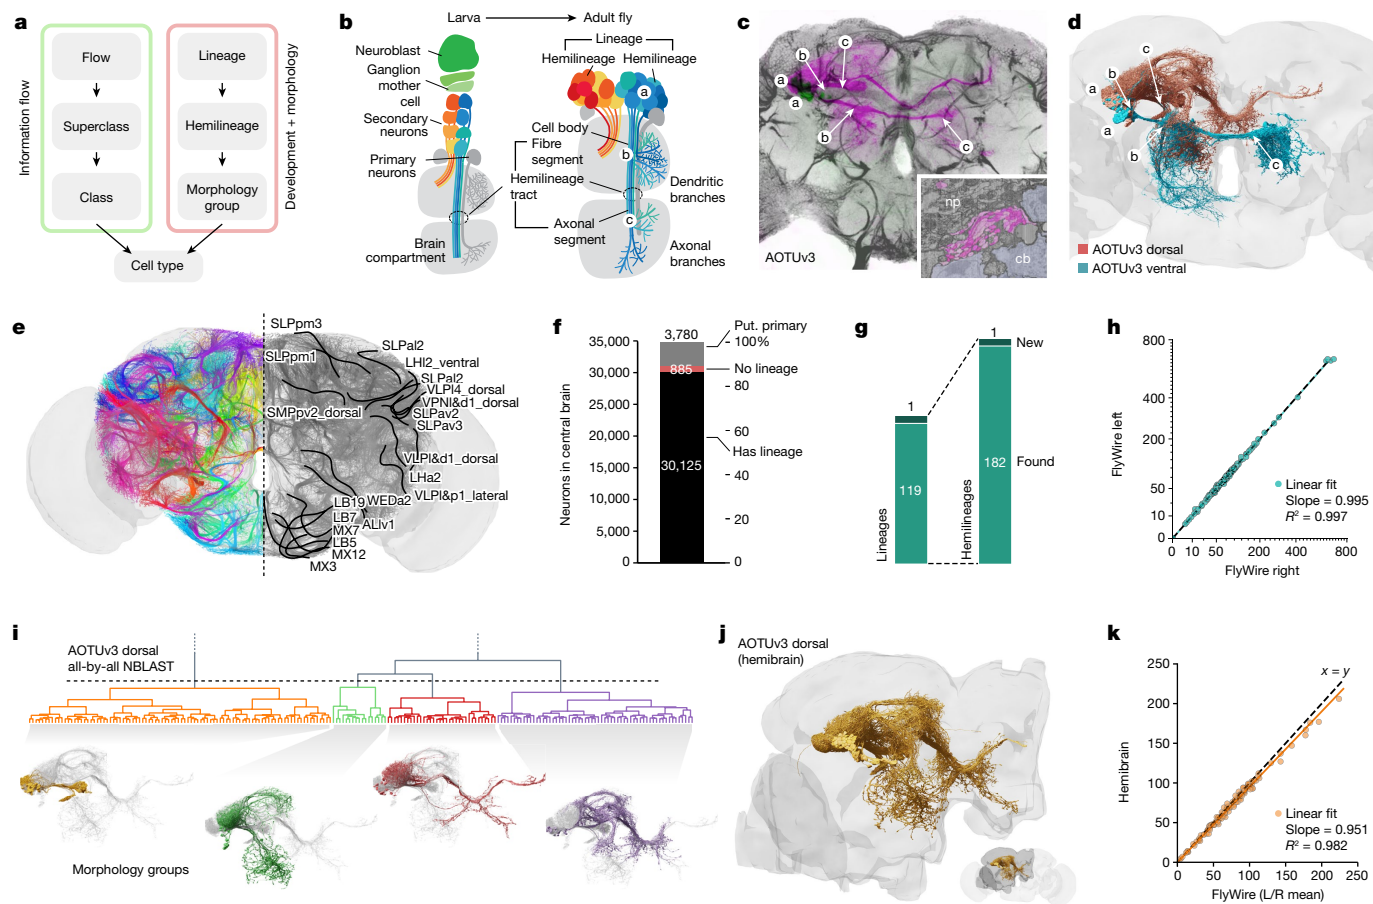 a
Information flow
Flow
Superclass
Class
Lineage
Hemilineage
Morphology
group
Cell type
Development + morphology
b
Larva
Adult fly
Neuroblast
Ganglion
mother
cell
Secondary
neurons
Primary
neurons
Brain
compartment
Lineage
Hemilineage
Hemilineage
a
Cell body
Fibre
segment
b
Hemilineage
tract
Axonal
segment
c
Dendritic
branches
Axonal
branches
c
b
c
a
a
b
c
AOTUv3
np
cb
d
b
c
a
a
b
c
AOTUv3 dorsal
AOTUv3 ventral
e
SLPpm3
SLPpm1
SLPal2
LHl2_ventral
SLPal2
VLPl4_dorsal
VPNl&d1_dorsal
SMPpv2_dorsal
SLPav2
SLPav3
VLPl&d1_dorsal
LHa2
VLPl&p1_lateral
LB19
WEDa2
LB7
ALlv1
MX7
LB5
MX12
MX3
f
Neurons in central brain
35,000
30,000
25,000
20,000
15,000
10,000
5,000
0
3,780
885
30,125
Put. primary
100%
No lineage
80
60
Has lineage
40
20
0
g
1
119
Lineages
Hemilineages
1
182
New
Found
h
FlyWire left
800
400
200
50
10
0
0 10 50 200 400 800
FlyWire right
Linear fit
Slope = 0.995
R² = 0.997
i
AOTUv3 dorsal
all-by-all NBLAST
Morphology groups
j
AOTUv3 dorsal
(hemibrain)
k
Hemibrain
250
200
150
100
50
0
0 50 100 150 200 250
FlyWire (L/R mean)
x = y
Linear fit
Slope = 0.951
R² = 0.982